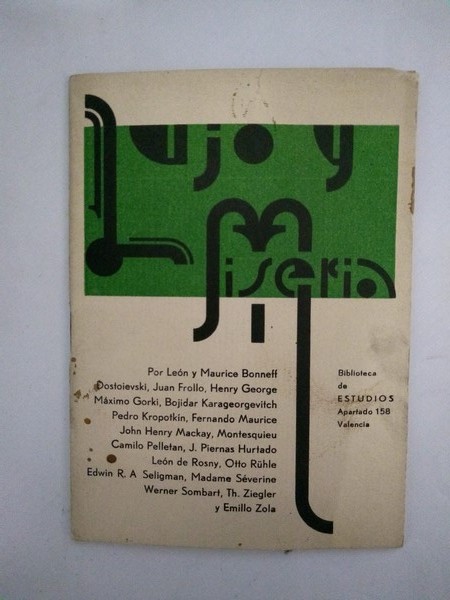 Lujo y
Miseria
Por León y Maurice Bonneff
Dostoievski, Juan Frollo, Henry George
Máximo Gorki, Bojidar Karageorgevitch
Pedro Kropotkin, Fernando Maurice
John Henry Mackay, Montesquieu
Camilo Pelletan, J. Piernas Hurtado
León de Rosny, Otto Rühle
Edwin R. A Seligman, Madame Séverine
Werner Sombart, Th. Ziegler
y Emilio Zola
Biblioteca
de
ESTUDIOS
Apartado 158
Valencia